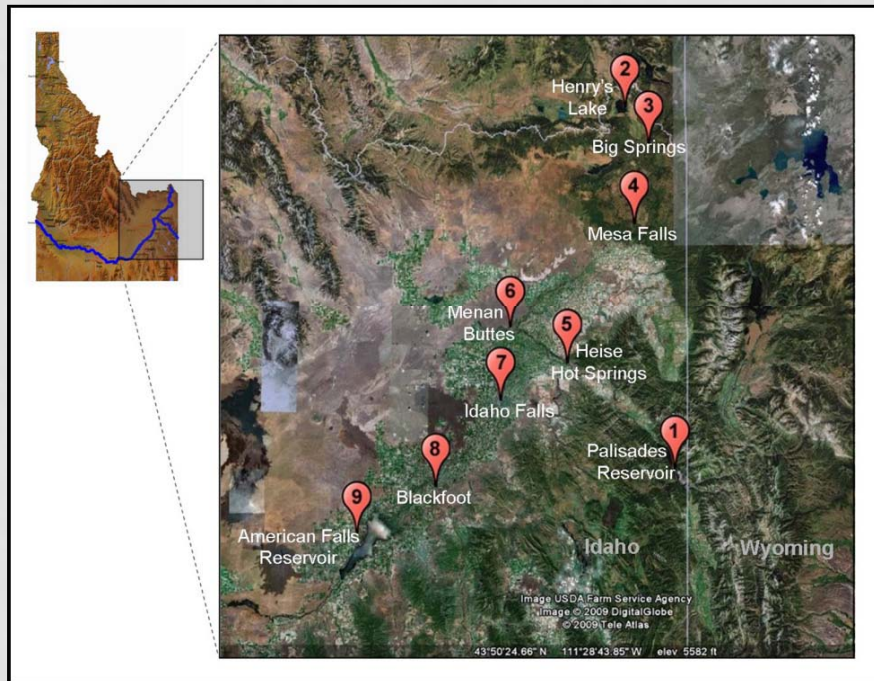 2
Henry's
Lake
3
Big Springs
4
Mesa Falls
6
Menan
Buttes
5
Heise
Hot Springs
7
Idaho Falls
1
Palisades
Reservoir
8
Blackfoot
9
American Falls
Reservoir
Idaho
Wyoming
Image USDA Farm Service Agency
Image © 2009 DigitalGlobe
© 2009 Tele Atlas
43°50'24.66" N 111°28'43.85" W elev 5582 ft